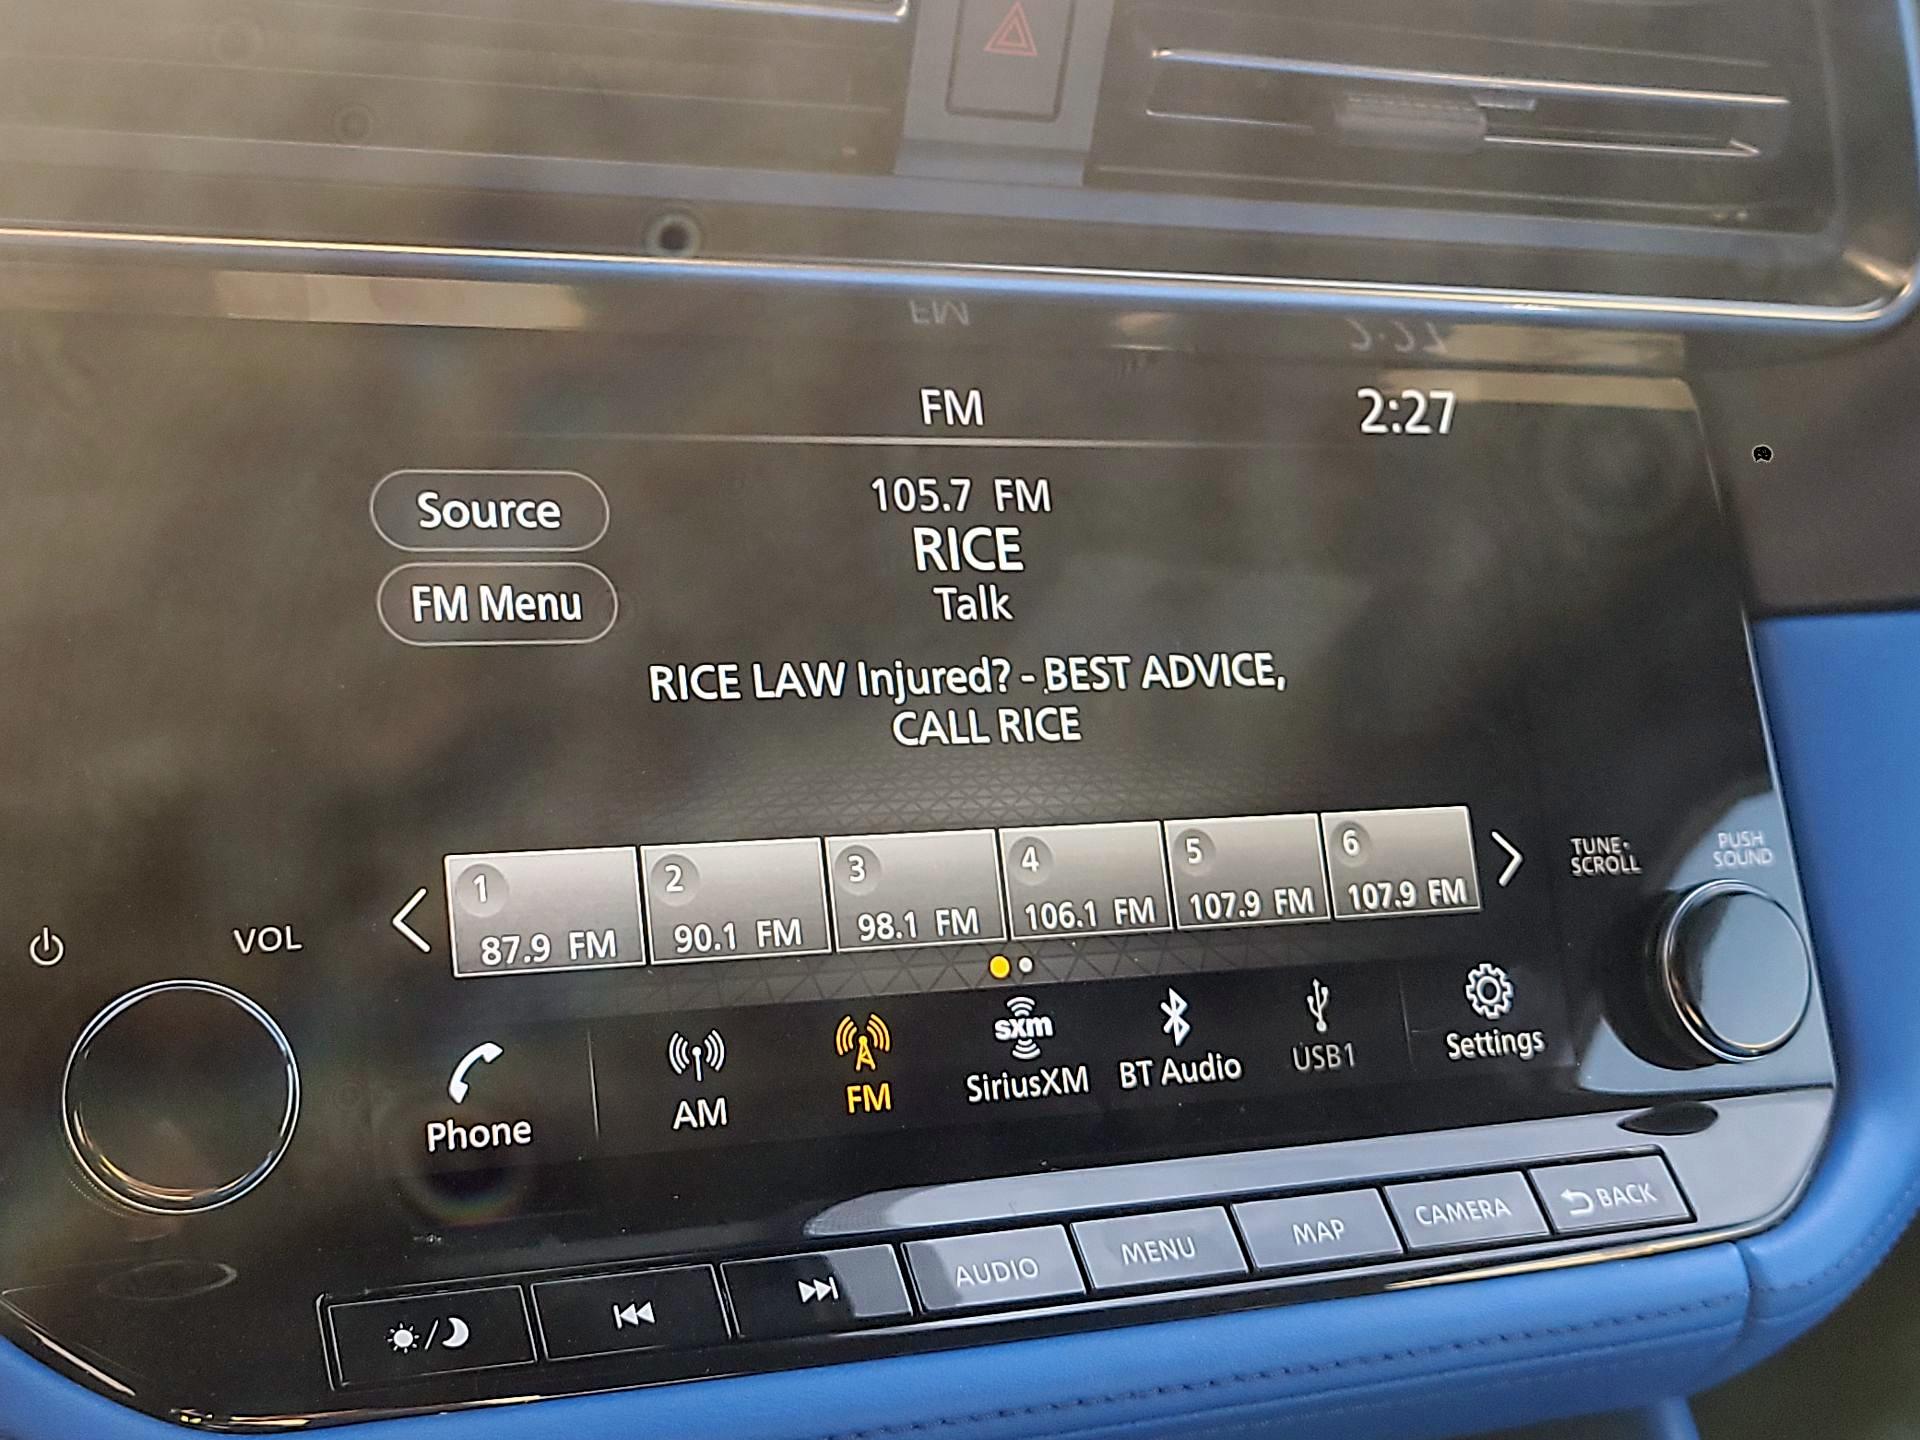 FM 2:27
Source
FM Menu
105.7 FM
RICE
Talk
RICE LAW Injured? - BEST ADVICE,
CALL RICE
VOL
1 87.9 FM
2 90.1 FM
3 98.1 FM
4 106.1 FM
5 107.9 FM
6 107.9 FM
TUNE·
SCROLL
PUSH
SOUND
Phone
AM
FM
sxm
SiriusXM
BT Audio
USB1
Settings
AUDIO
MENU
MAP
CAMERA
BACK